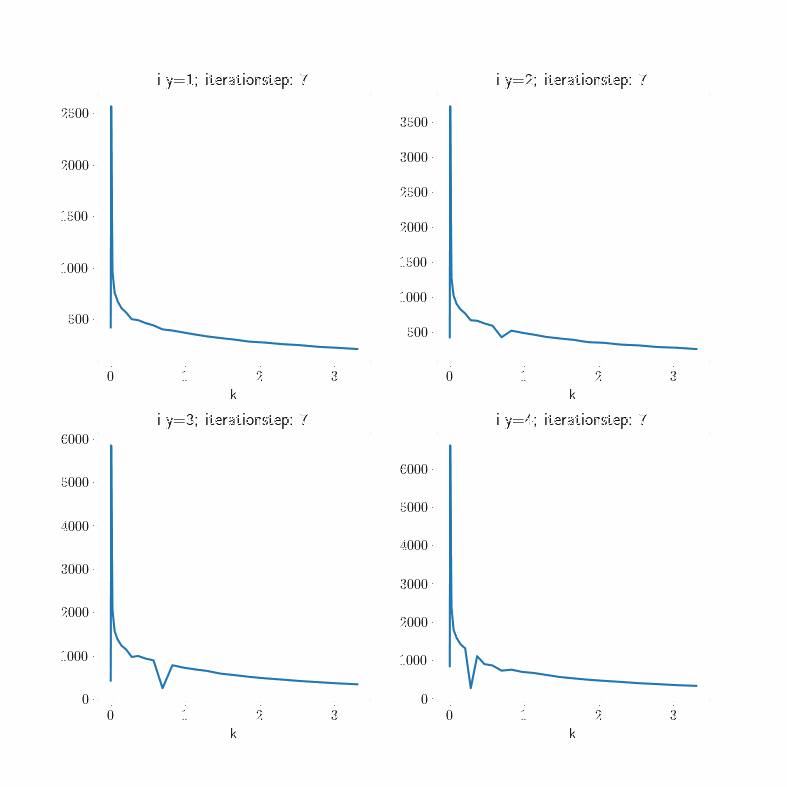 i y=1; iterationstep: 7
i y=2; iterationstep: 7
2500
2000
1500
1000
500
0 1 2 3
k
3500
3000
2500
2000
1500
1000
500
0 1 2 3
k
i y=3; iterationstep: 7
i y=4; iterationstep: 7
6000
5000
4000
3000
2000
1000
0
0 1 2 3
k
6000
5000
4000
3000
2000
1000
0
0 1 2 3
k